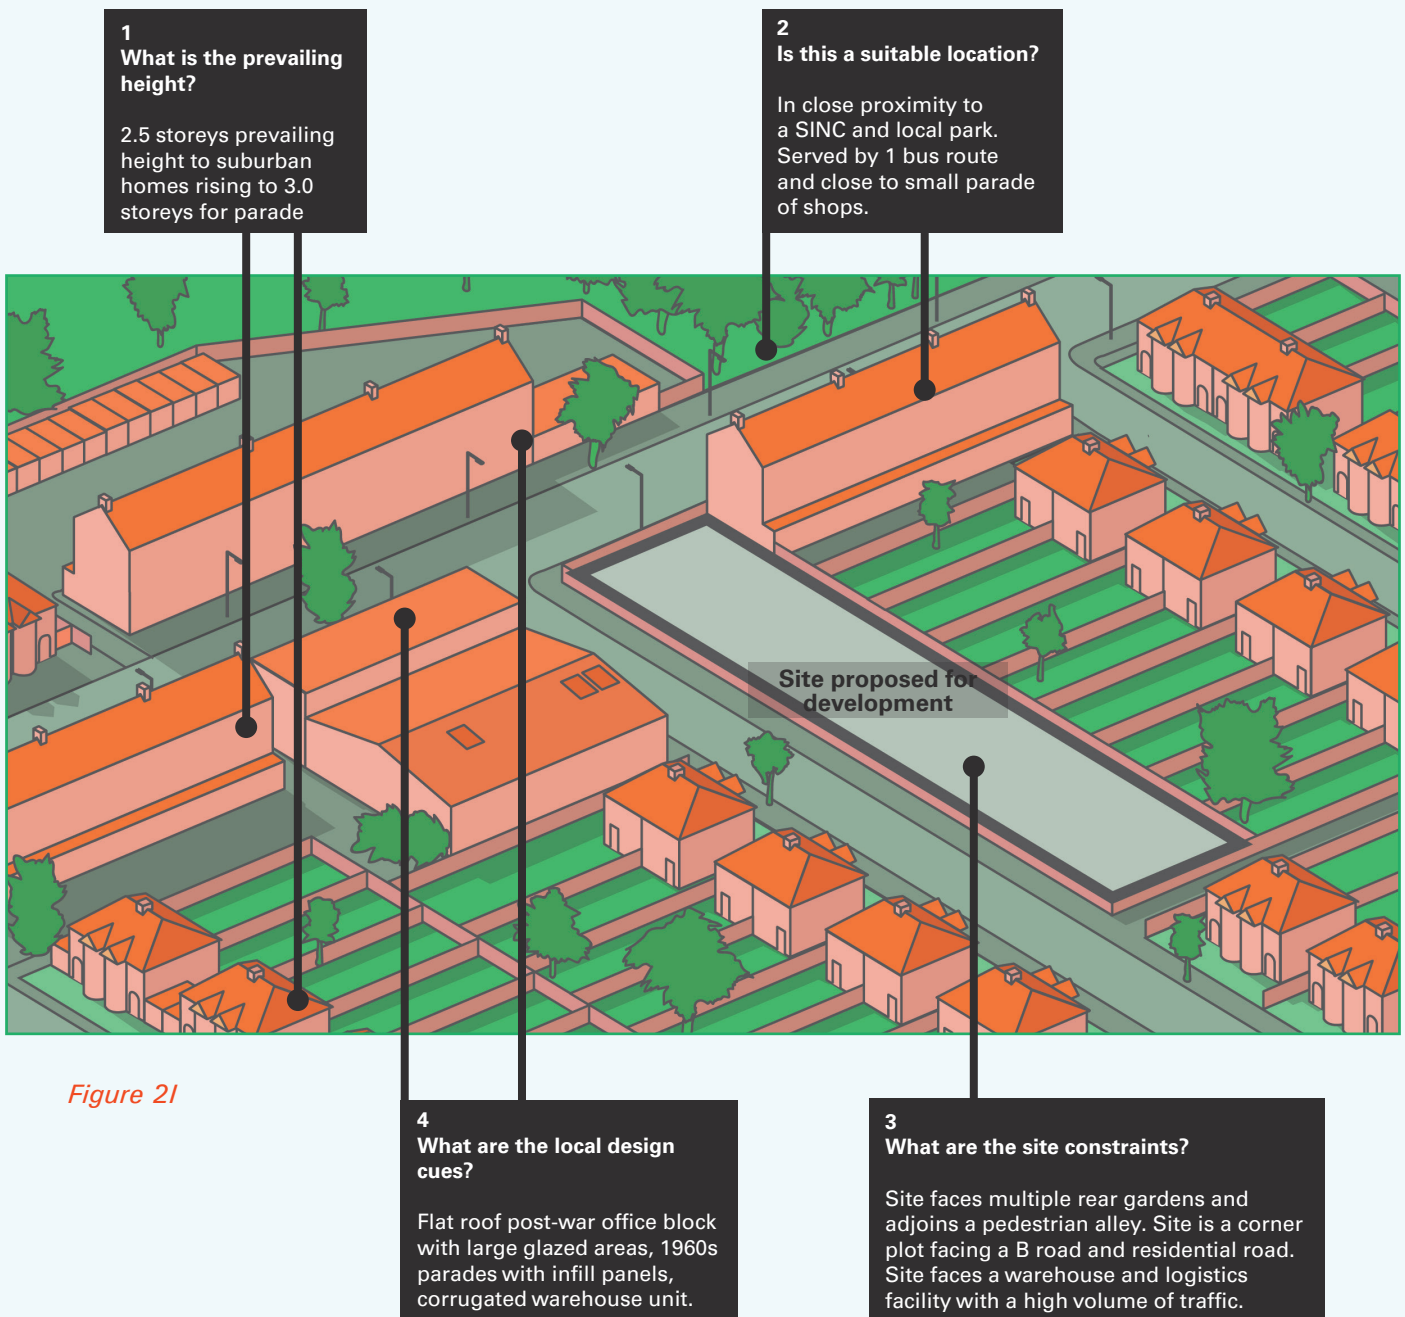 1
What is the prevailing
height?
2.5 storeys prevailing
height to suburban
homes rising to 3.0
storeys for parade
2
Is this a suitable location?
In close proximity to
a SINC and local park.
Served by 1 bus route
and close to small parade
of shops.
Site proposed for
development
Figure 2I
4
What are the local design
cues?
Flat roof post-war office block
with large glazed areas, 1960s
parades with infill panels,
corrugated warehouse unit.
3
What are the site constraints?
Site faces multiple rear gardens and
adjoins a pedestrian alley. Site is a corner
plot facing a B road and residential road.
Site faces a warehouse and logistics
facility with a high volume of traffic.